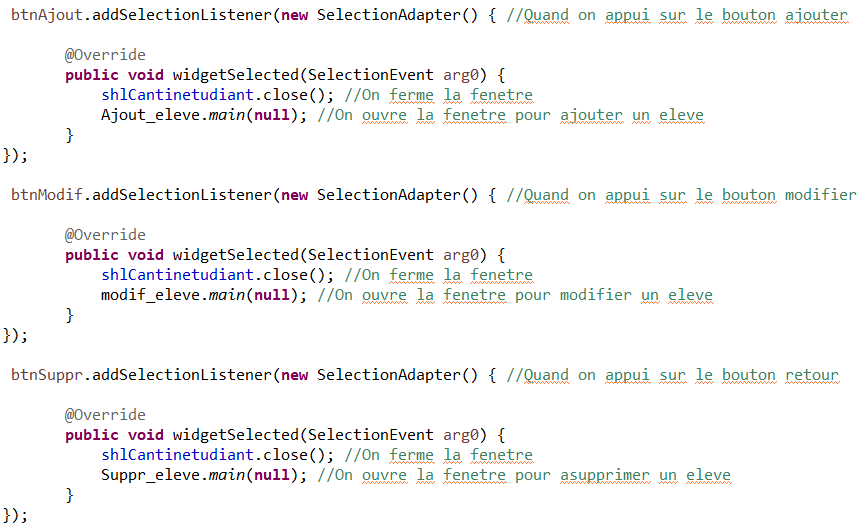 btnAjout.addSelectionListener(new SelectionAdapter() { //Quand on appui sur le bouton ajouter
@Override
public void widgetSelected(SelectionEvent arg0) {
shlCantinetudiant.close(); //On ferme la fenetre
Ajout_eleve.main(null); //On ouvre la fenetre pour ajouter un eleve
}
});
btnModif.addSelectionListener(new SelectionAdapter() { //Quand on appui sur le bouton modifier
@Override
public void widgetSelected(SelectionEvent arg0) {
shlCantinetudiant.close(); //On ferme la fenetre
modif_eleve.main(null); //On ouvre la fenetre pour modifier un eleve
}
});
btnSuppr.addSelectionListener(new SelectionAdapter() { //Quand on appui sur le bouton retour
@Override
public void widgetSelected(SelectionEvent arg0) {
shlCantinetudiant.close(); //On ferme la fenetre
Suppr_eleve.main(null); //On ouvre la fenetre pour asupprimer un eleve
}
});